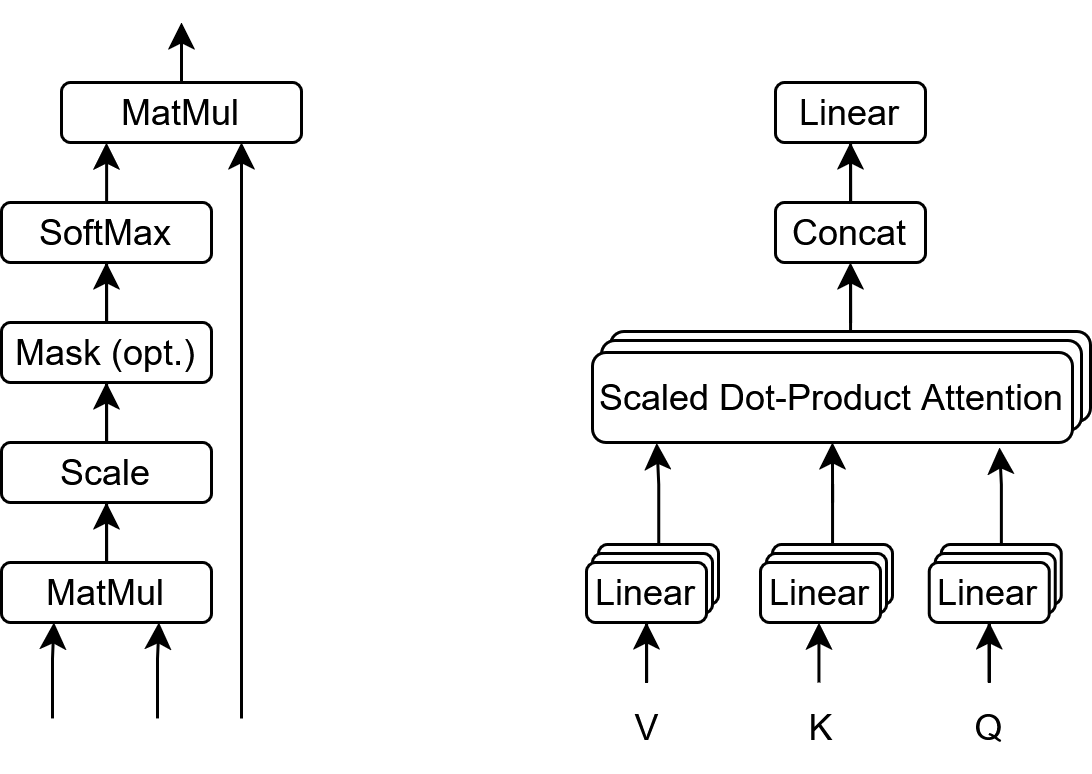 MatMul
SoftMax
Mask (opt.)
Scale
MatMul
Linear
Concat
Scaled Dot-Product Attention
Linear
Linear
Linear
V
K
Q